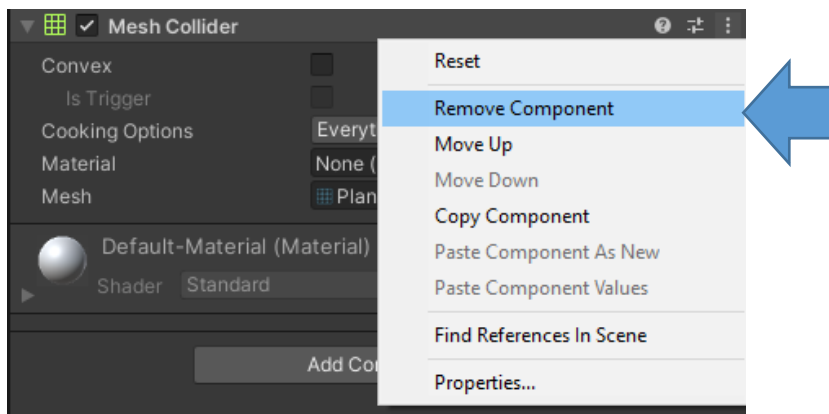 Mesh Collider
Convex
Is Trigger
Cooking Options Everyt
Material None (
Mesh Plan
Default-Material (Material)
Shader Standard
Add Co
Reset
Remove Component
Move Up
Move Down
Copy Component
Paste Component As New
Paste Component Values
Find References In Scene
Properties...